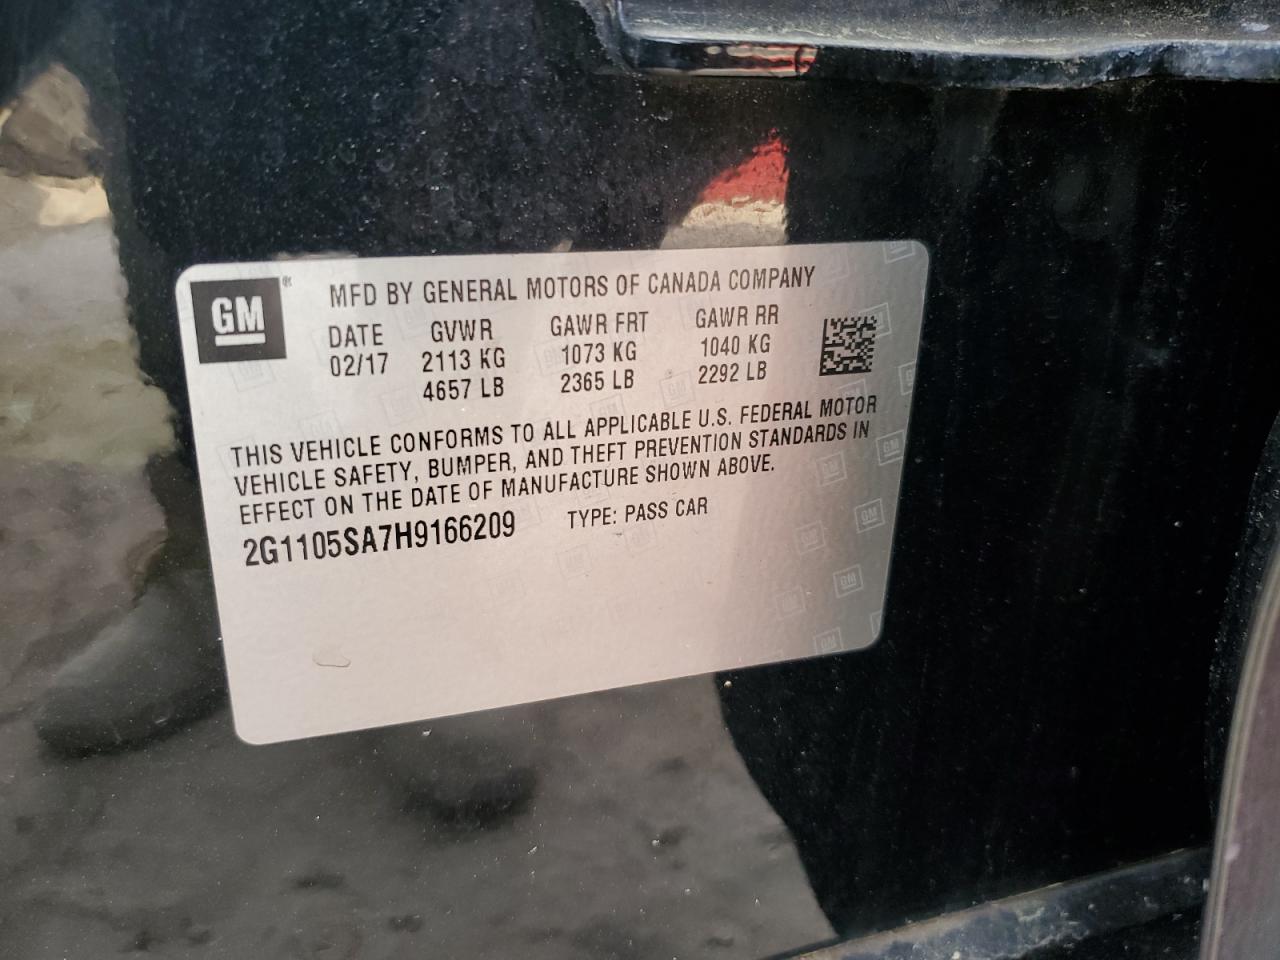 GM ®
MFD BY GENERAL MOTORS OF CANADA COMPANY
DATE GVWR GAWR FRT GAWR RR
02/17 2113 KG 1073 KG 1040 KG
4657 LB 2365 LB 2292 LB
THIS VEHICLE CONFORMS TO ALL APPLICABLE U.S. FEDERAL MOTOR
VEHICLE SAFETY, BUMPER, AND THEFT PREVENTION STANDARDS IN
EFFECT ON THE DATE OF MANUFACTURE SHOWN ABOVE.
2G1105SA7H9166209 TYPE: PASS CAR